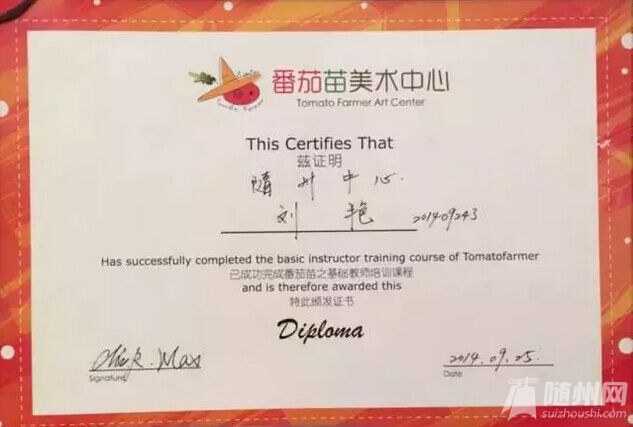 番茄苗美术中心
Tomato Farmer Art Center
This Certifies That
兹证明
随州中心
刘艳 201409243
Has successfully completed the basic instructor training course of Tomatofarmer
已成功完成番茄苗之基础教师培训课程
and is therefore awarded this
特此颁发证书
Diploma
2014.09.25.
Signature
Date
随州网
suizhoushi.com